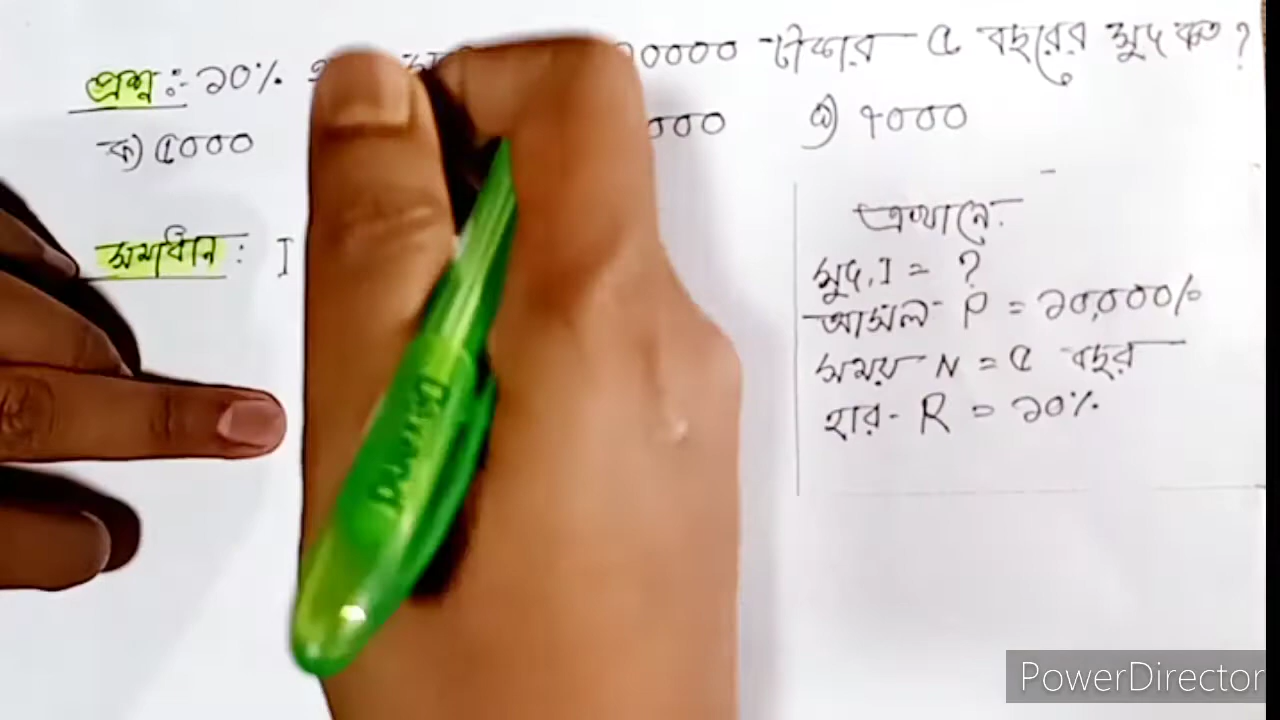 প্রশ্ন :- ১০% ০০০০ টাকার ৫ বছরের সুদ কত ?
ক) ৫০০০ ০০০ ৭০০০
সমাধান : I
এখানে:
সুদ, I = ?
আসল- P = ১০,০০০/-
সময় N = ৫ বছর
হার- R = ১০%
PowerDirector